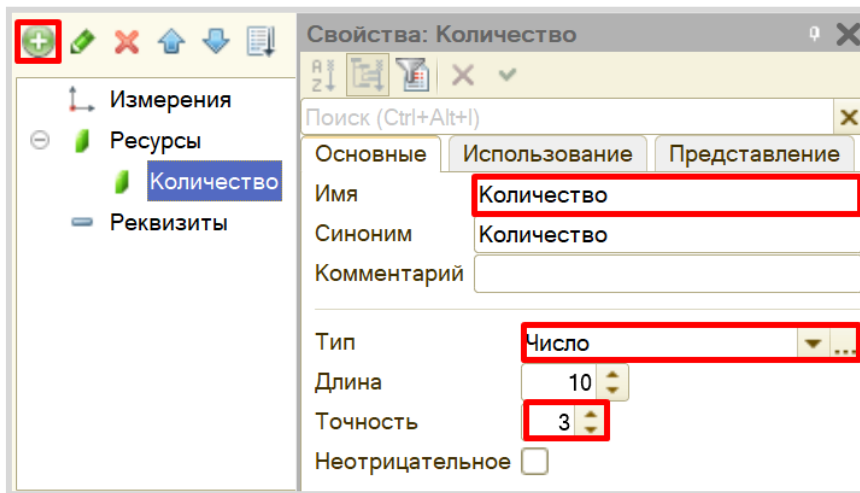 Свойства: Количество
Поиск (Ctrl+Alt+I)
Измерения
Ресурсы
Количество
Реквизиты
Основные Использование Представление
Имя Количество
Синоним Количество
Комментарий
Тип Число ...
Длина 10
Точность 3
Неотрицательное